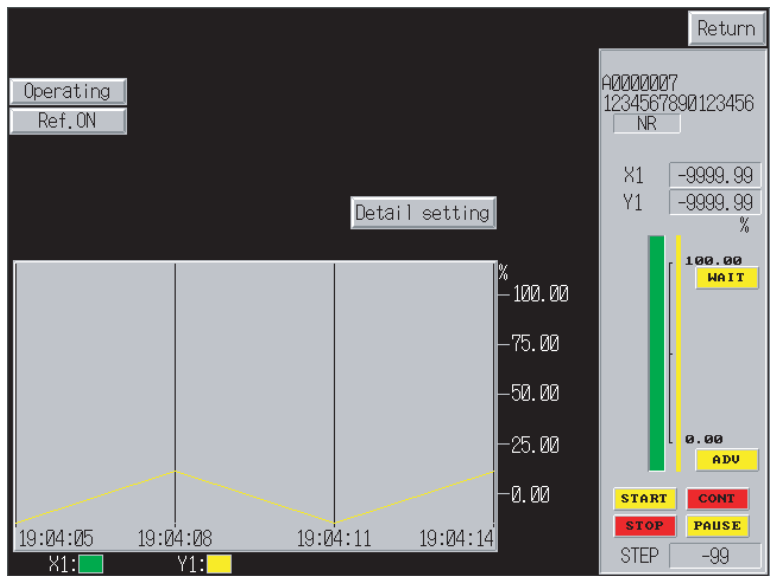 Return
Operating
Ref.ON
Detail setting
%
100.00
75.00
50.00
25.00
0.00
19:04:05 19:04:08 19:04:11 19:04:14
X1: Y1:
A0000007
1234567890123456
NR
X1 -9999.99
Y1 -9999.99
%
100.00
WAIT
0.00
ADV
START CONT
STOP PAUSE
STEP -99